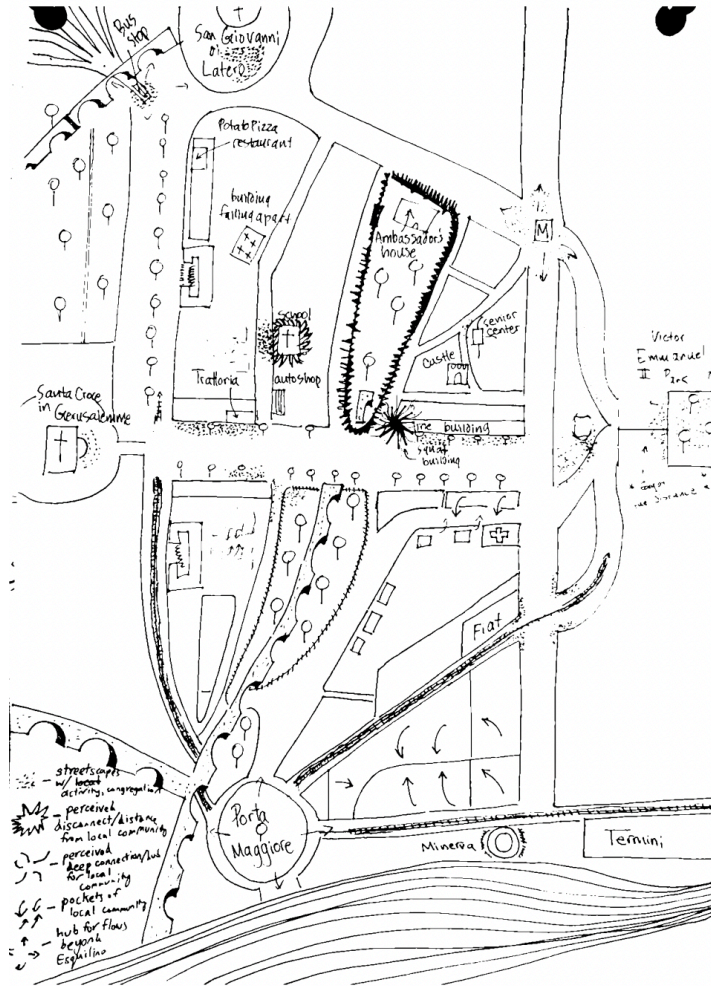 Bus
stop
San Giovanni
di
Latero
Potato Pizza
restaurant
building
falling apart
Ambassador's
house
M
school
senior
center
Castle
Trattoria
autoshop
Santa Croce
in Gerusalemme
building
squat
building
Victor
Emmanuel
II Park
Fiat
streetscapes
w/ local
activity, congregation
perceived
disconnect/distance
from local community
perceived
deep connection/hub
for local
community
pockets of
local community
hub for flows
beyond
Esquilino
Porta
Maggiore
Minerva
Termini